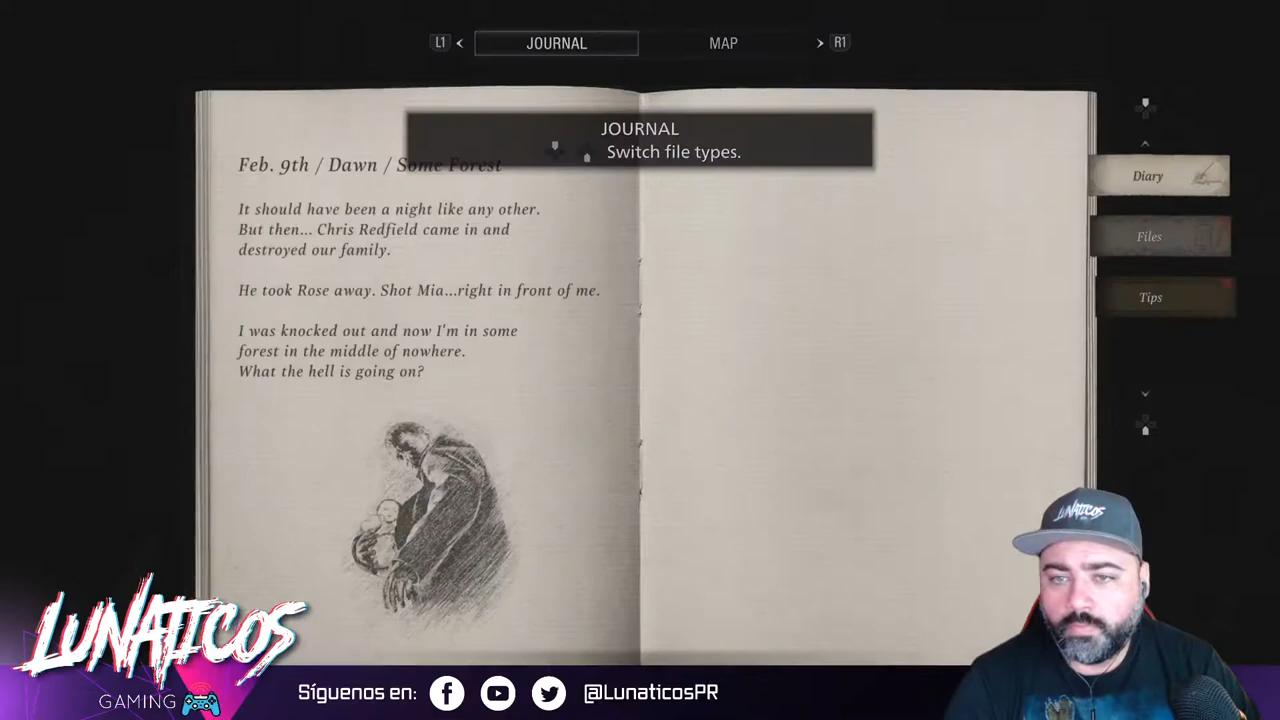 L1 JOURNAL MAP R1
JOURNAL
Switch file types.
Feb. 9th / Dawn / Some Forest
It should have been a night like any other.
But then... Chris Redfield came in and
destroyed our family.
He took Rose away. Shot Mia...right in front of me.
I was knocked out and now I'm in some
forest in the middle of nowhere.
What the hell is going on?
Diary
Files
Tips
LUNATICOS
LUNATICOS
GAMING
Síguenos en: @LunaticosPR